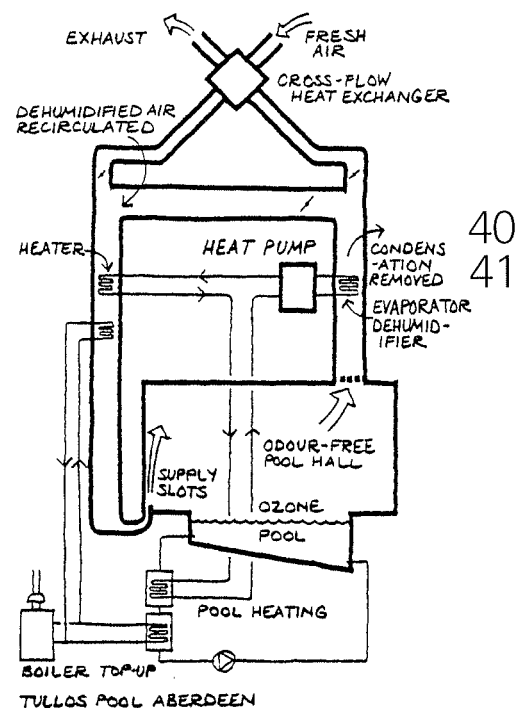 EXHAUST
FRESH
AIR
CROSS-FLOW
HEAT EXCHANGER
DEHUMIDIFIED AIR
RECIRCULATED
HEATER
HEAT PUMP
CONDENS
-ATION
REMOVED
40
41
EVAPORATOR
DEHUMID-
IFIER
ODOUR-FREE
POOL HALL
SUPPLY
SLOTS
OZONE
POOL
POOL HEATING
BOILER TOP-UP
TULLOS POOL ABERDEEN